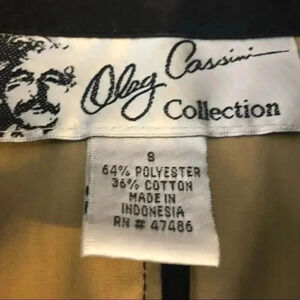 Oleg Cassini
Collection
8
64% POLYESTER
36% COTTON
MADE IN
INDONESIA
RN # 47486